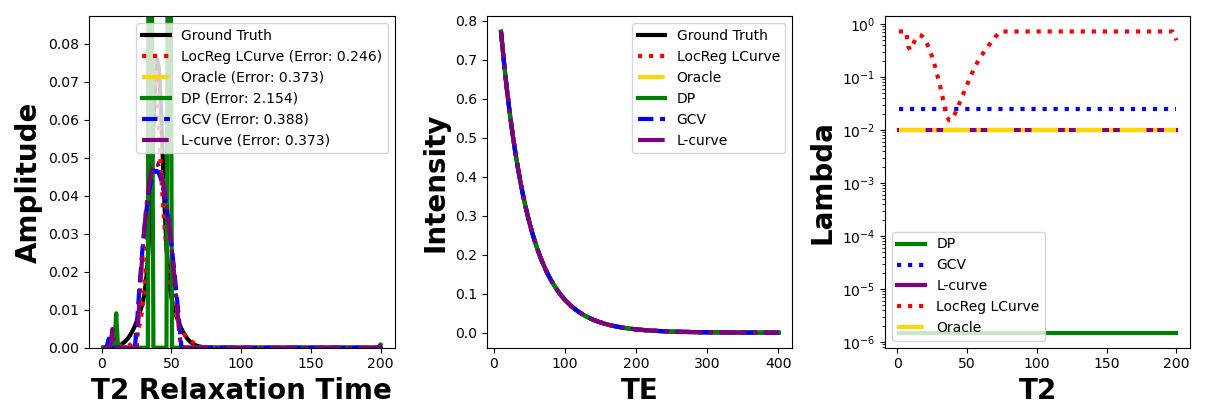 0.08
0.07
0.06
0.05
0.04
0.03
0.02
0.01
0.00
Amplitude
0 50 100 150 200
T2 Relaxation Time
Ground Truth
LocReg LCurve (Error: 0.246)
Oracle (Error: 0.373)
DP (Error: 2.154)
GCV (Error: 0.388)
L-curve (Error: 0.373)
0.8
0.7
0.6
0.5
0.4
0.3
0.2
0.1
0.0
Intensity
0 100 200 300 400
TE
Ground Truth
LocReg LCurve
Oracle
DP
GCV
L-curve
10⁰
10⁻¹
10⁻²
10⁻³
10⁻⁴
10⁻⁵
10⁻⁶
Lambda
0 50 100 150 200
T2
DP
GCV
L-curve
LocReg LCurve
Oracle